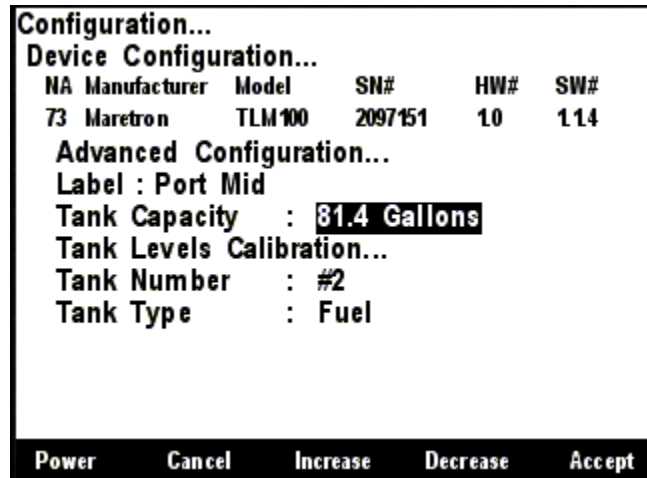 Configuration...
Device Configuration...
NA Manufacturer Model SN# HW# SW#
73 Maretron TLM100 2097151 1.0 1.1.4
Advanced Configuration...
Label : Port Mid
Tank Capacity : 81.4 Gallons
Tank Levels Calibration...
Tank Number : #2
Tank Type : Fuel
Power Cancel Increase Decrease Accept